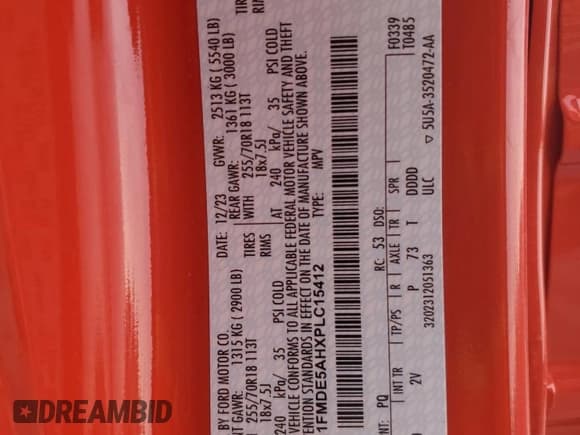 BY FORD MOTOR CO.
DATE: 12/23 GVWR: 2513 KG ( 5540 LB)
GAWR: 1315 KG ( 2900 LB) REAR GAWR: 1361 KG ( 3000 LB)
255/70R18 113T TIRES WITH 255/70R18 113T
18x7.5J RIMS 18x7.5J
240 kPa/ 35 PSI COLD AT 240 kPa/ 35 PSI COLD
VEHICLE CONFORMS TO ALL APPLICABLE FEDERAL MOTOR VEHICLE SAFETY AND THEFT
STANDARDS IN EFFECT ON THE DATE OF MANUFACTURE SHOWN ABOVE.
1FMDE5AHXPLC15412 TYPE: MPV
F0339
T0485
PNT: PQ RC: 53 DSO:
INT TR TP/PS R AXLE TR SPR
2V P 73 T DDDD
ULC
3202312051363
▽ 5U5A-3520472-AA
DREAMBID